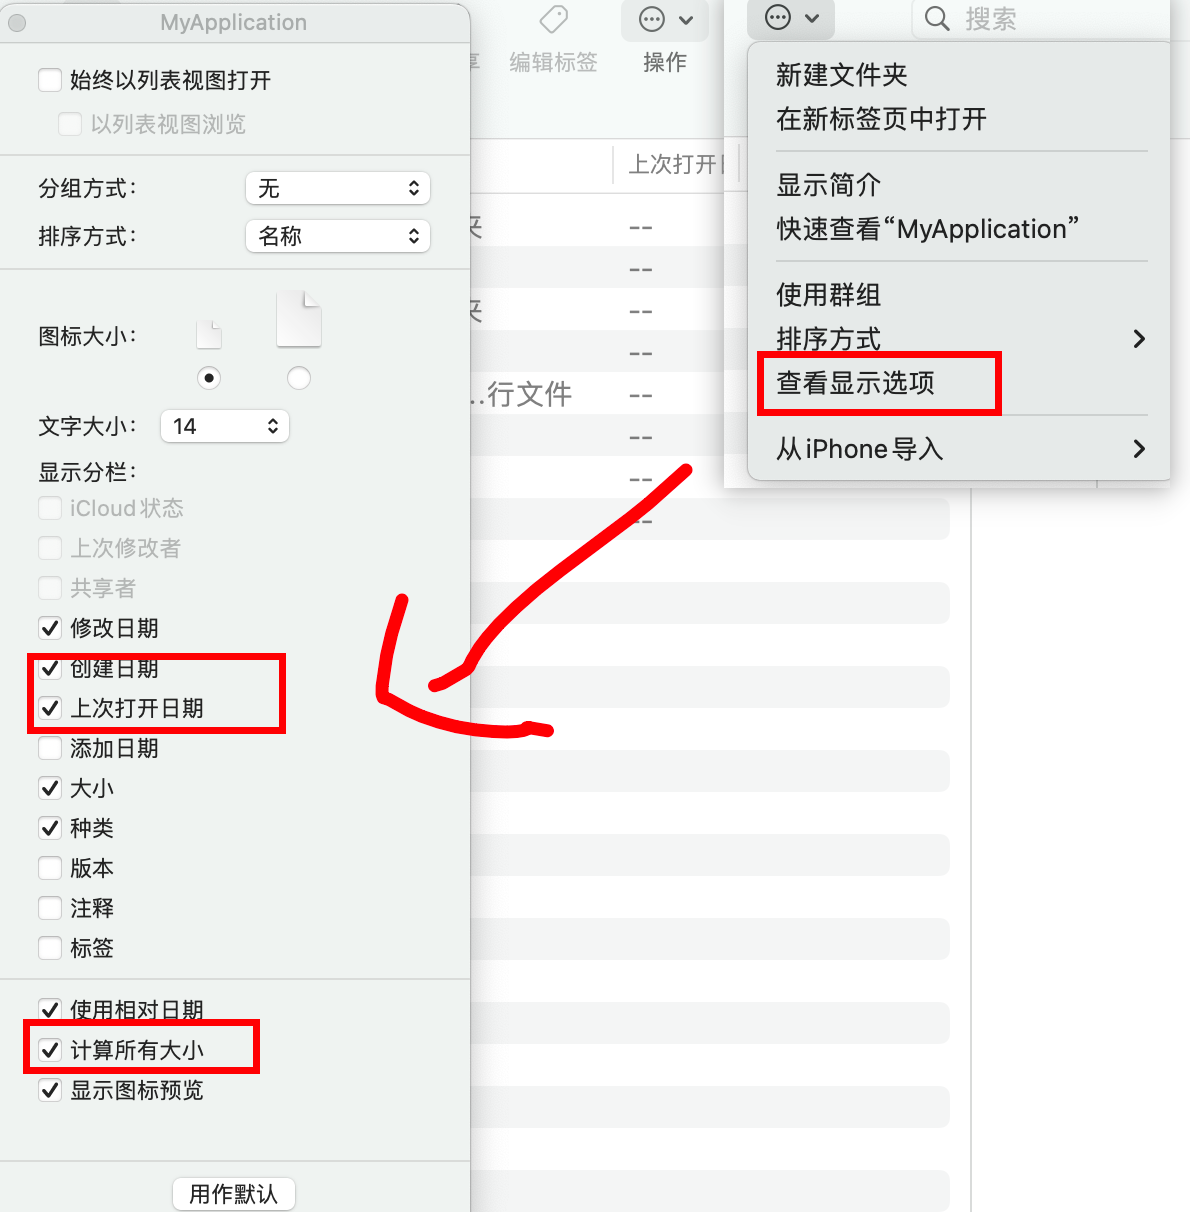 MyApplication
始终以列表视图打开
以列表视图浏览
分组方式：
无
排序方式：
名称
图标大小：
文字大小：
14
显示分栏：
iCloud状态
上次修改者
共享者
修改日期
创建日期
上次打开日期
添加日期
大小
种类
版本
注释
标签
使用相对日期
计算所有大小
显示图标预览
用作默认
编辑标签
操作
上次打开
--
--
--
--
...行文件
--
--
--
--
搜索
新建文件夹
在新标签页中打开
显示简介
快速查看“MyApplication”
使用群组
排序方式
查看显示选项
从iPhone导入